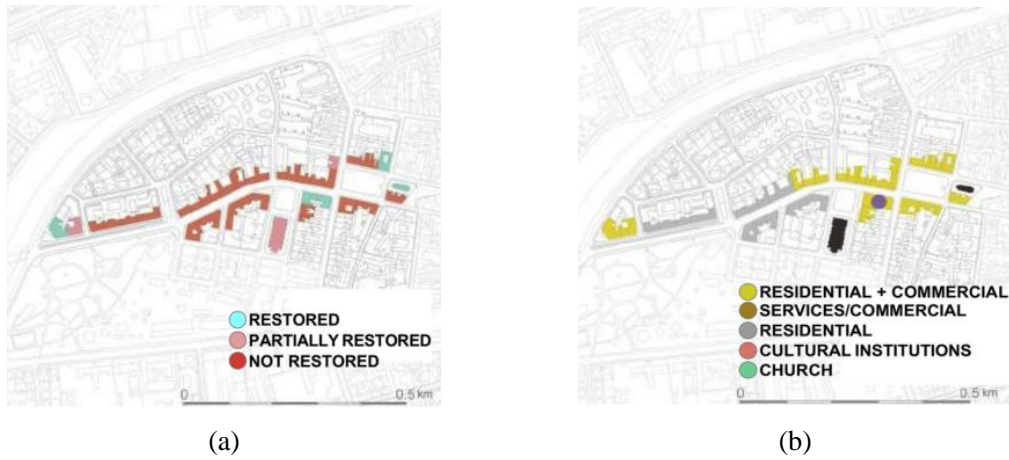 RESTORED
PARTIALLY RESTORED
NOT RESTORED
0 0.5 km
(a)
RESIDENTIAL + COMMERCIAL
SERVICES/COMMERCIAL
RESIDENTIAL
CULTURAL INSTITUTIONS
CHURCH
0 0.5 km
(b)